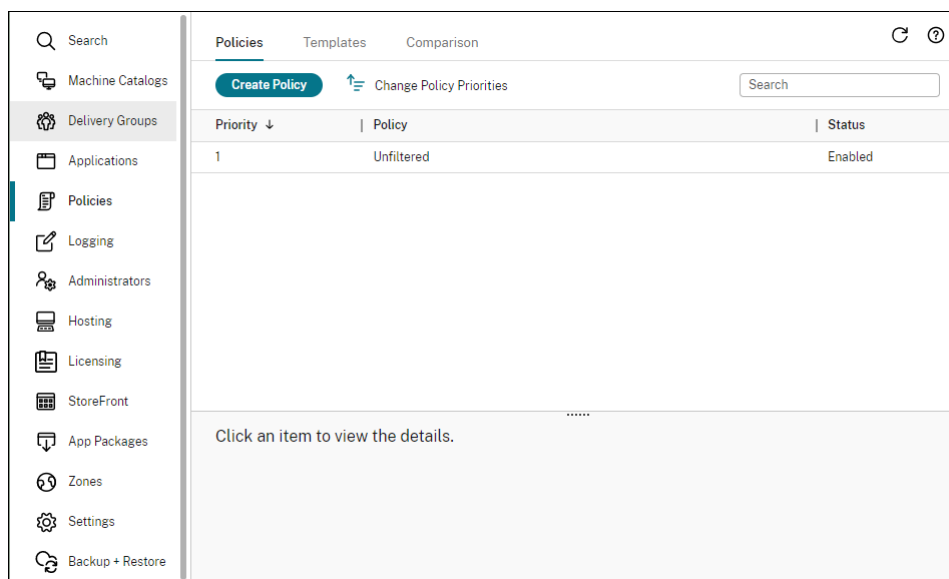 Search
Machine Catalogs
Delivery Groups
Applications
Policies
Logging
Administrators
Hosting
Licensing
StoreFront
App Packages
Zones
Settings
Backup + Restore
Policies Templates Comparison
Create Policy Change Policy Priorities Search
Priority ↓ | Policy | Status
1 Unfiltered Enabled
Click an item to view the details.